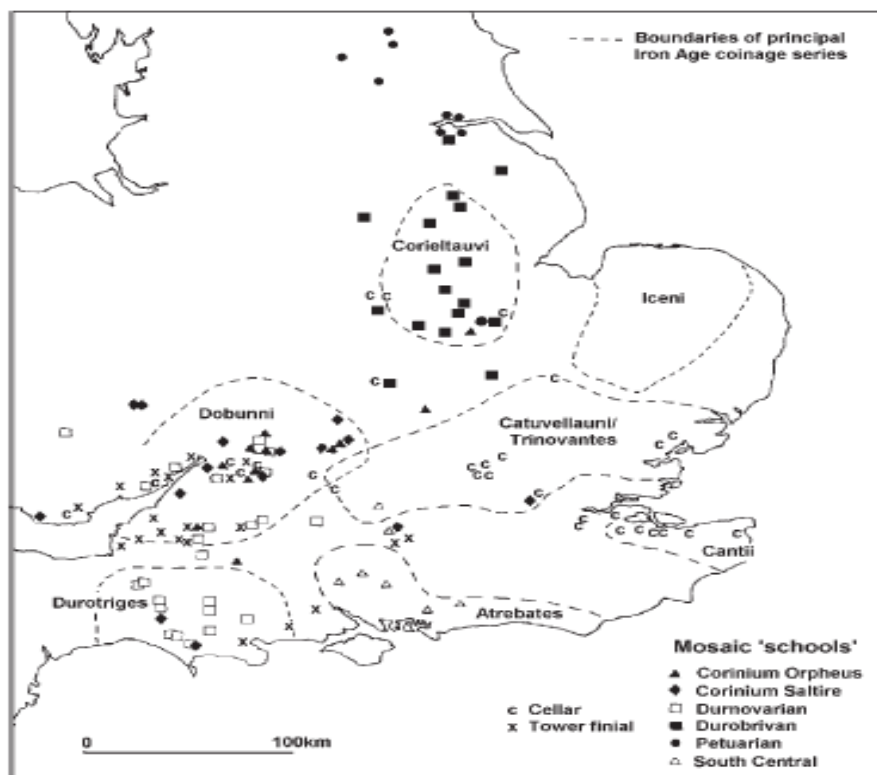 Boundaries of principal
Iron Age coinage series
Corieltauvi
Iceni
Dobunni
Catuvellauni/
Trinovantes
Cantii
Durotriges
Atrebates
Mosaic 'schools'
Corinium Orpheus
Corinium Saltire
c Cellar
Durnovarian
x Tower finial
Durobrivan
Petuarian
South Central
0 100km